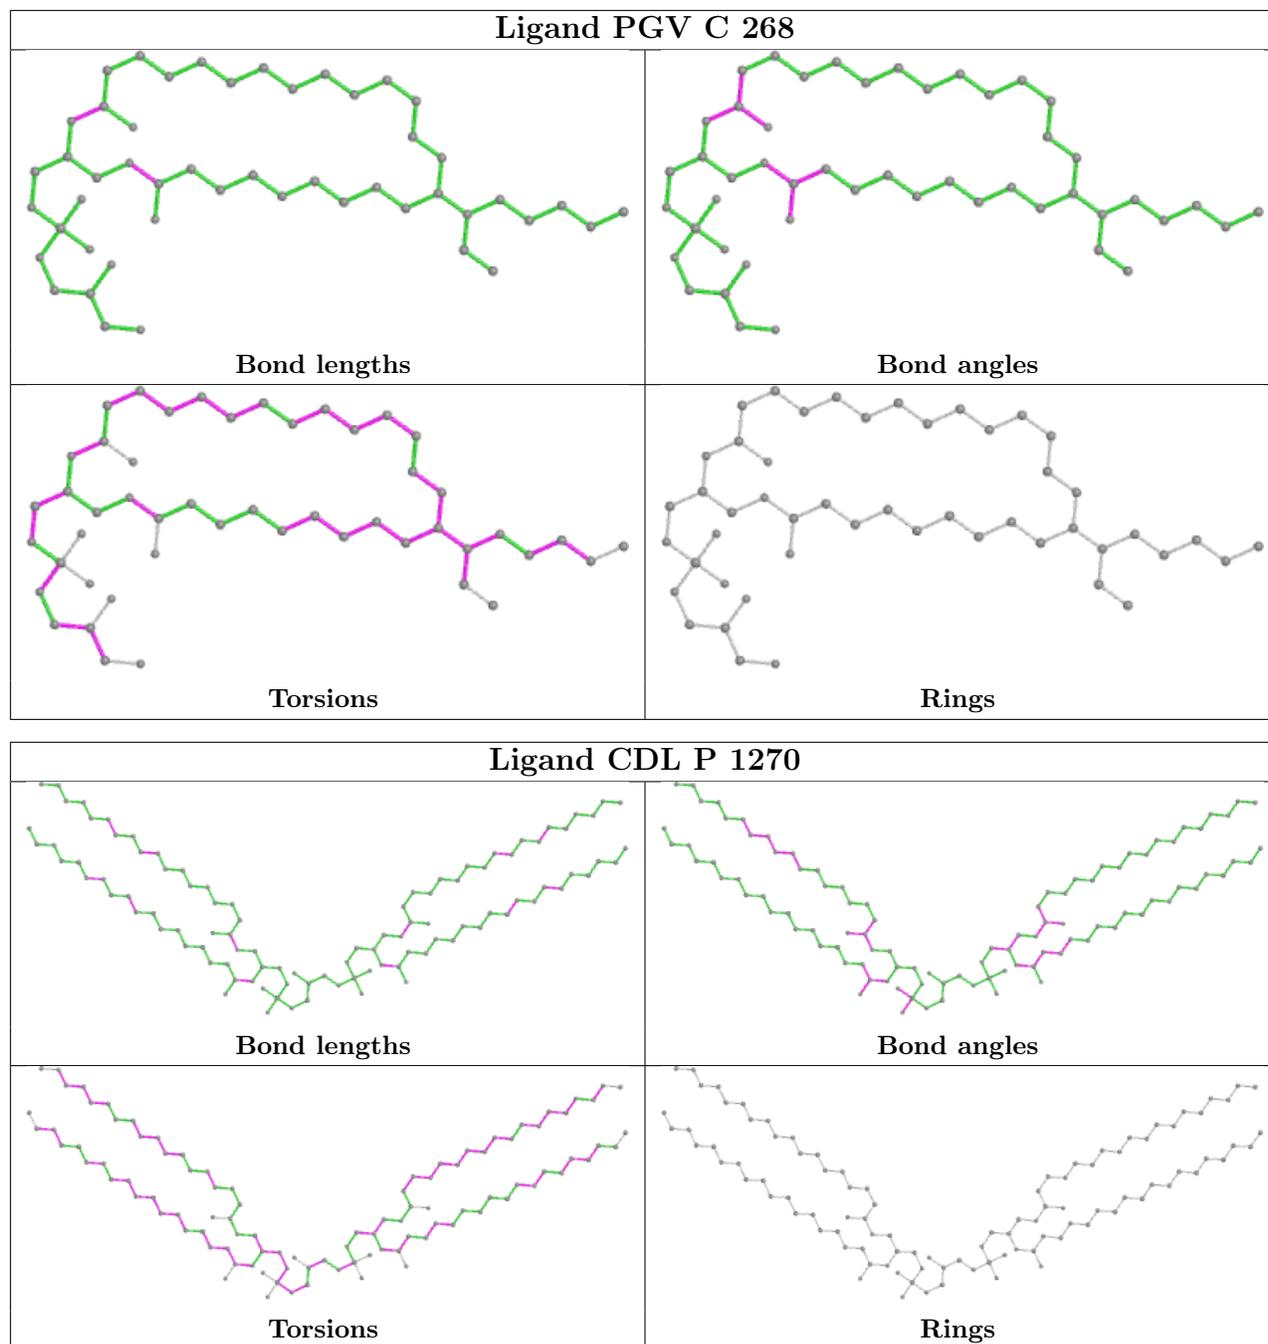 Ligand PGV C 268
Bond lengths
Bond angles
Torsions
Rings
Ligand CDL P 1270
Bond lengths
Bond angles
Torsions
Rings